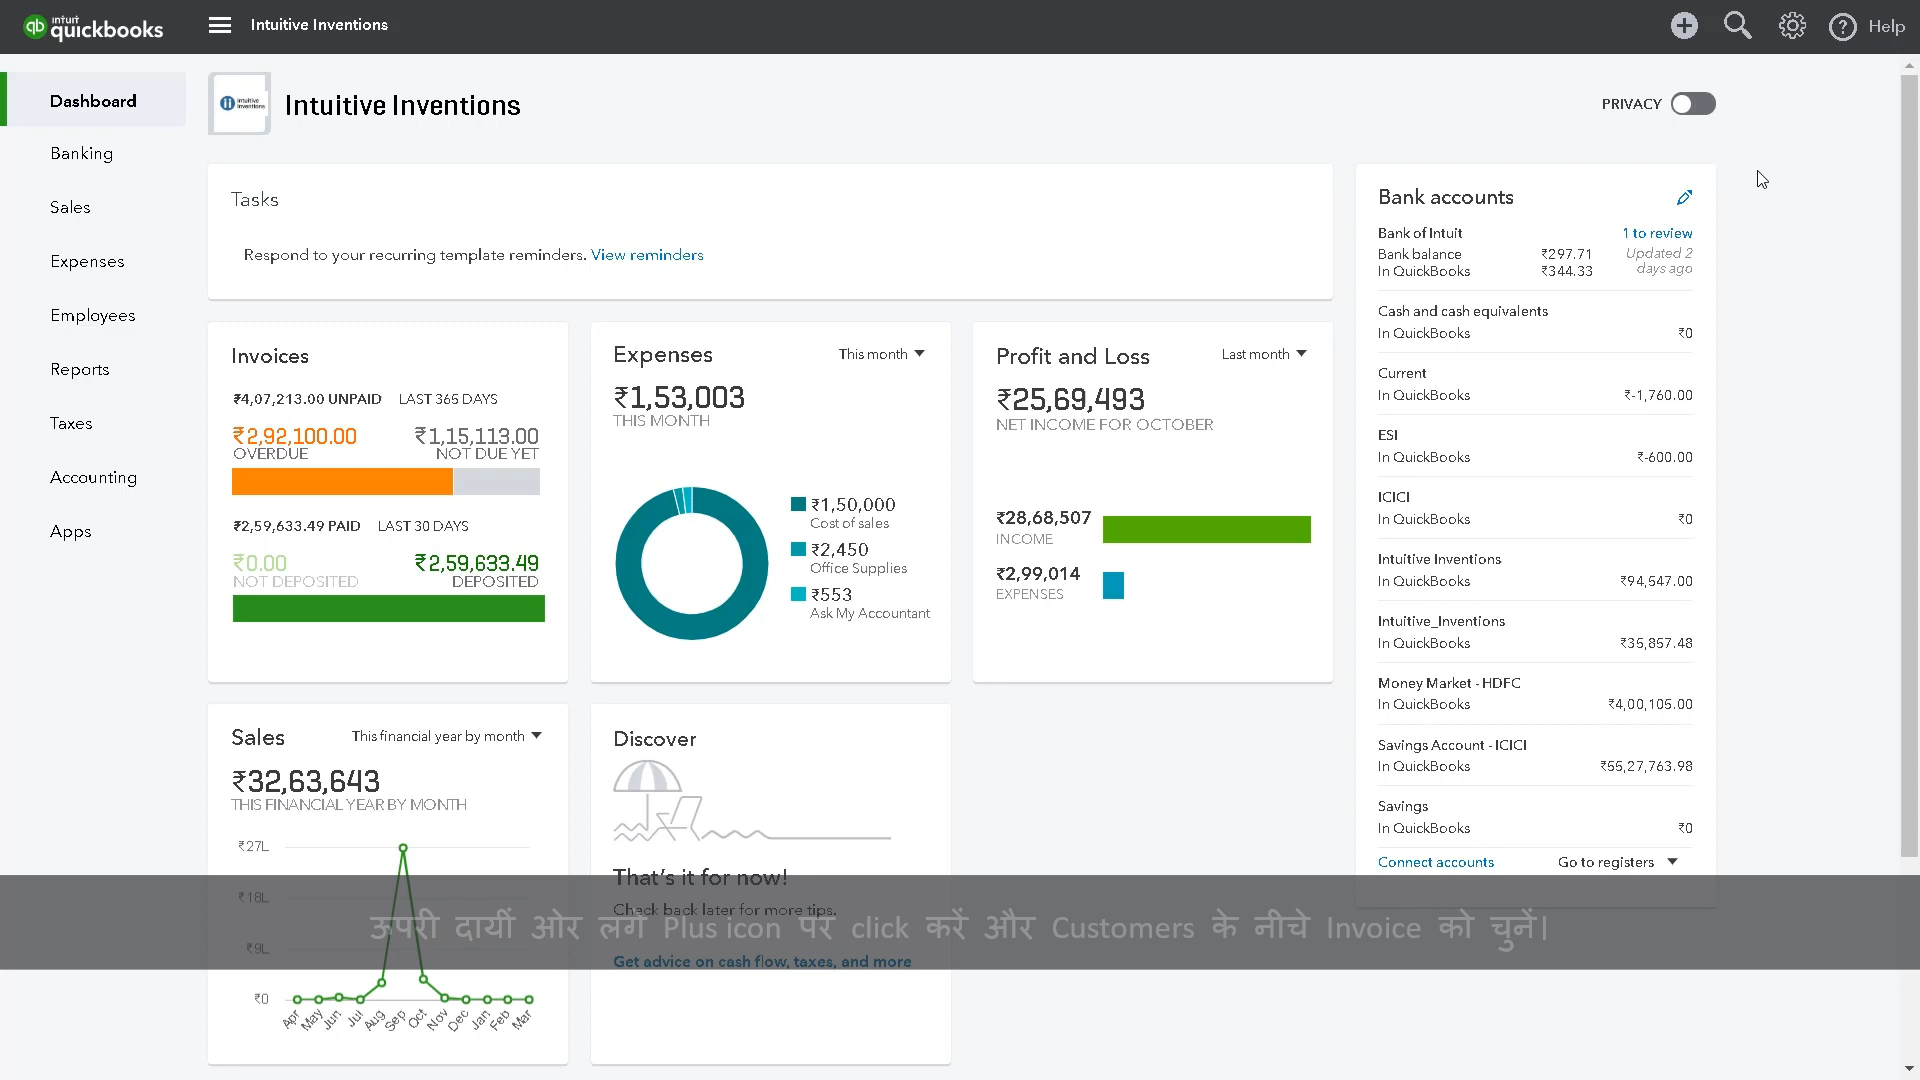 intuit
quickbooks
Intuitive Inventions
Help
Dashboard
Banking
Sales
Expenses
Employees
Reports
Taxes
Accounting
Apps
intuitive
inventions
Intuitive Inventions
PRIVACY
Tasks
Respond to your recurring template reminders. View reminders
Invoices
₹4,07,213.00 UNPAID LAST 365 DAYS
₹2,92,100.00 ₹1,15,113.00
OVERDUE NOT DUE YET
₹2,59,633.49 PAID LAST 30 DAYS
₹0.00 ₹2,59,633.49
NOT DEPOSITED DEPOSITED
Expenses This month
₹1,53,003
THIS MONTH
₹1,50,000
Cost of sales
₹2,450
Office Supplies
₹553
Ask My Accountant
Profit and Loss Last month
₹25,69,493
NET INCOME FOR OCTOBER
₹28,68,507
INCOME
₹2,99,014
EXPENSES
Bank accounts
Bank of Intuit 1 to review
Bank balance ₹297.71 Updated 2
In QuickBooks ₹344.33 days ago
Cash and cash equivalents
In QuickBooks ₹0
Current
In QuickBooks ₹-1,760.00
ESI
In QuickBooks ₹-600.00
ICICI
In QuickBooks ₹0
Intuitive Inventions
In QuickBooks ₹94,547.00
Intuitive_Inventions
In QuickBooks ₹35,857.48
Money Market - HDFC
In QuickBooks ₹4,00,105.00
Savings Account - ICICI
In QuickBooks ₹55,27,763.98
Savings
In QuickBooks ₹0
Connect accounts Go to registers
Sales This financial year by month
₹32,63,643
THIS FINANCIAL YEAR BY MONTH
₹27L
₹18L
₹9L
₹0
Apr May Jun Jul Aug Sep Oct Nov Dec Jan Feb Mar
Discover
That's it for now!
Check back later for more tips.
Get advice on cash flow, taxes, and more
ऊपरी दायीं ओर लगे Plus icon पर click करें और Customers के नीचे Invoice को चुनें।